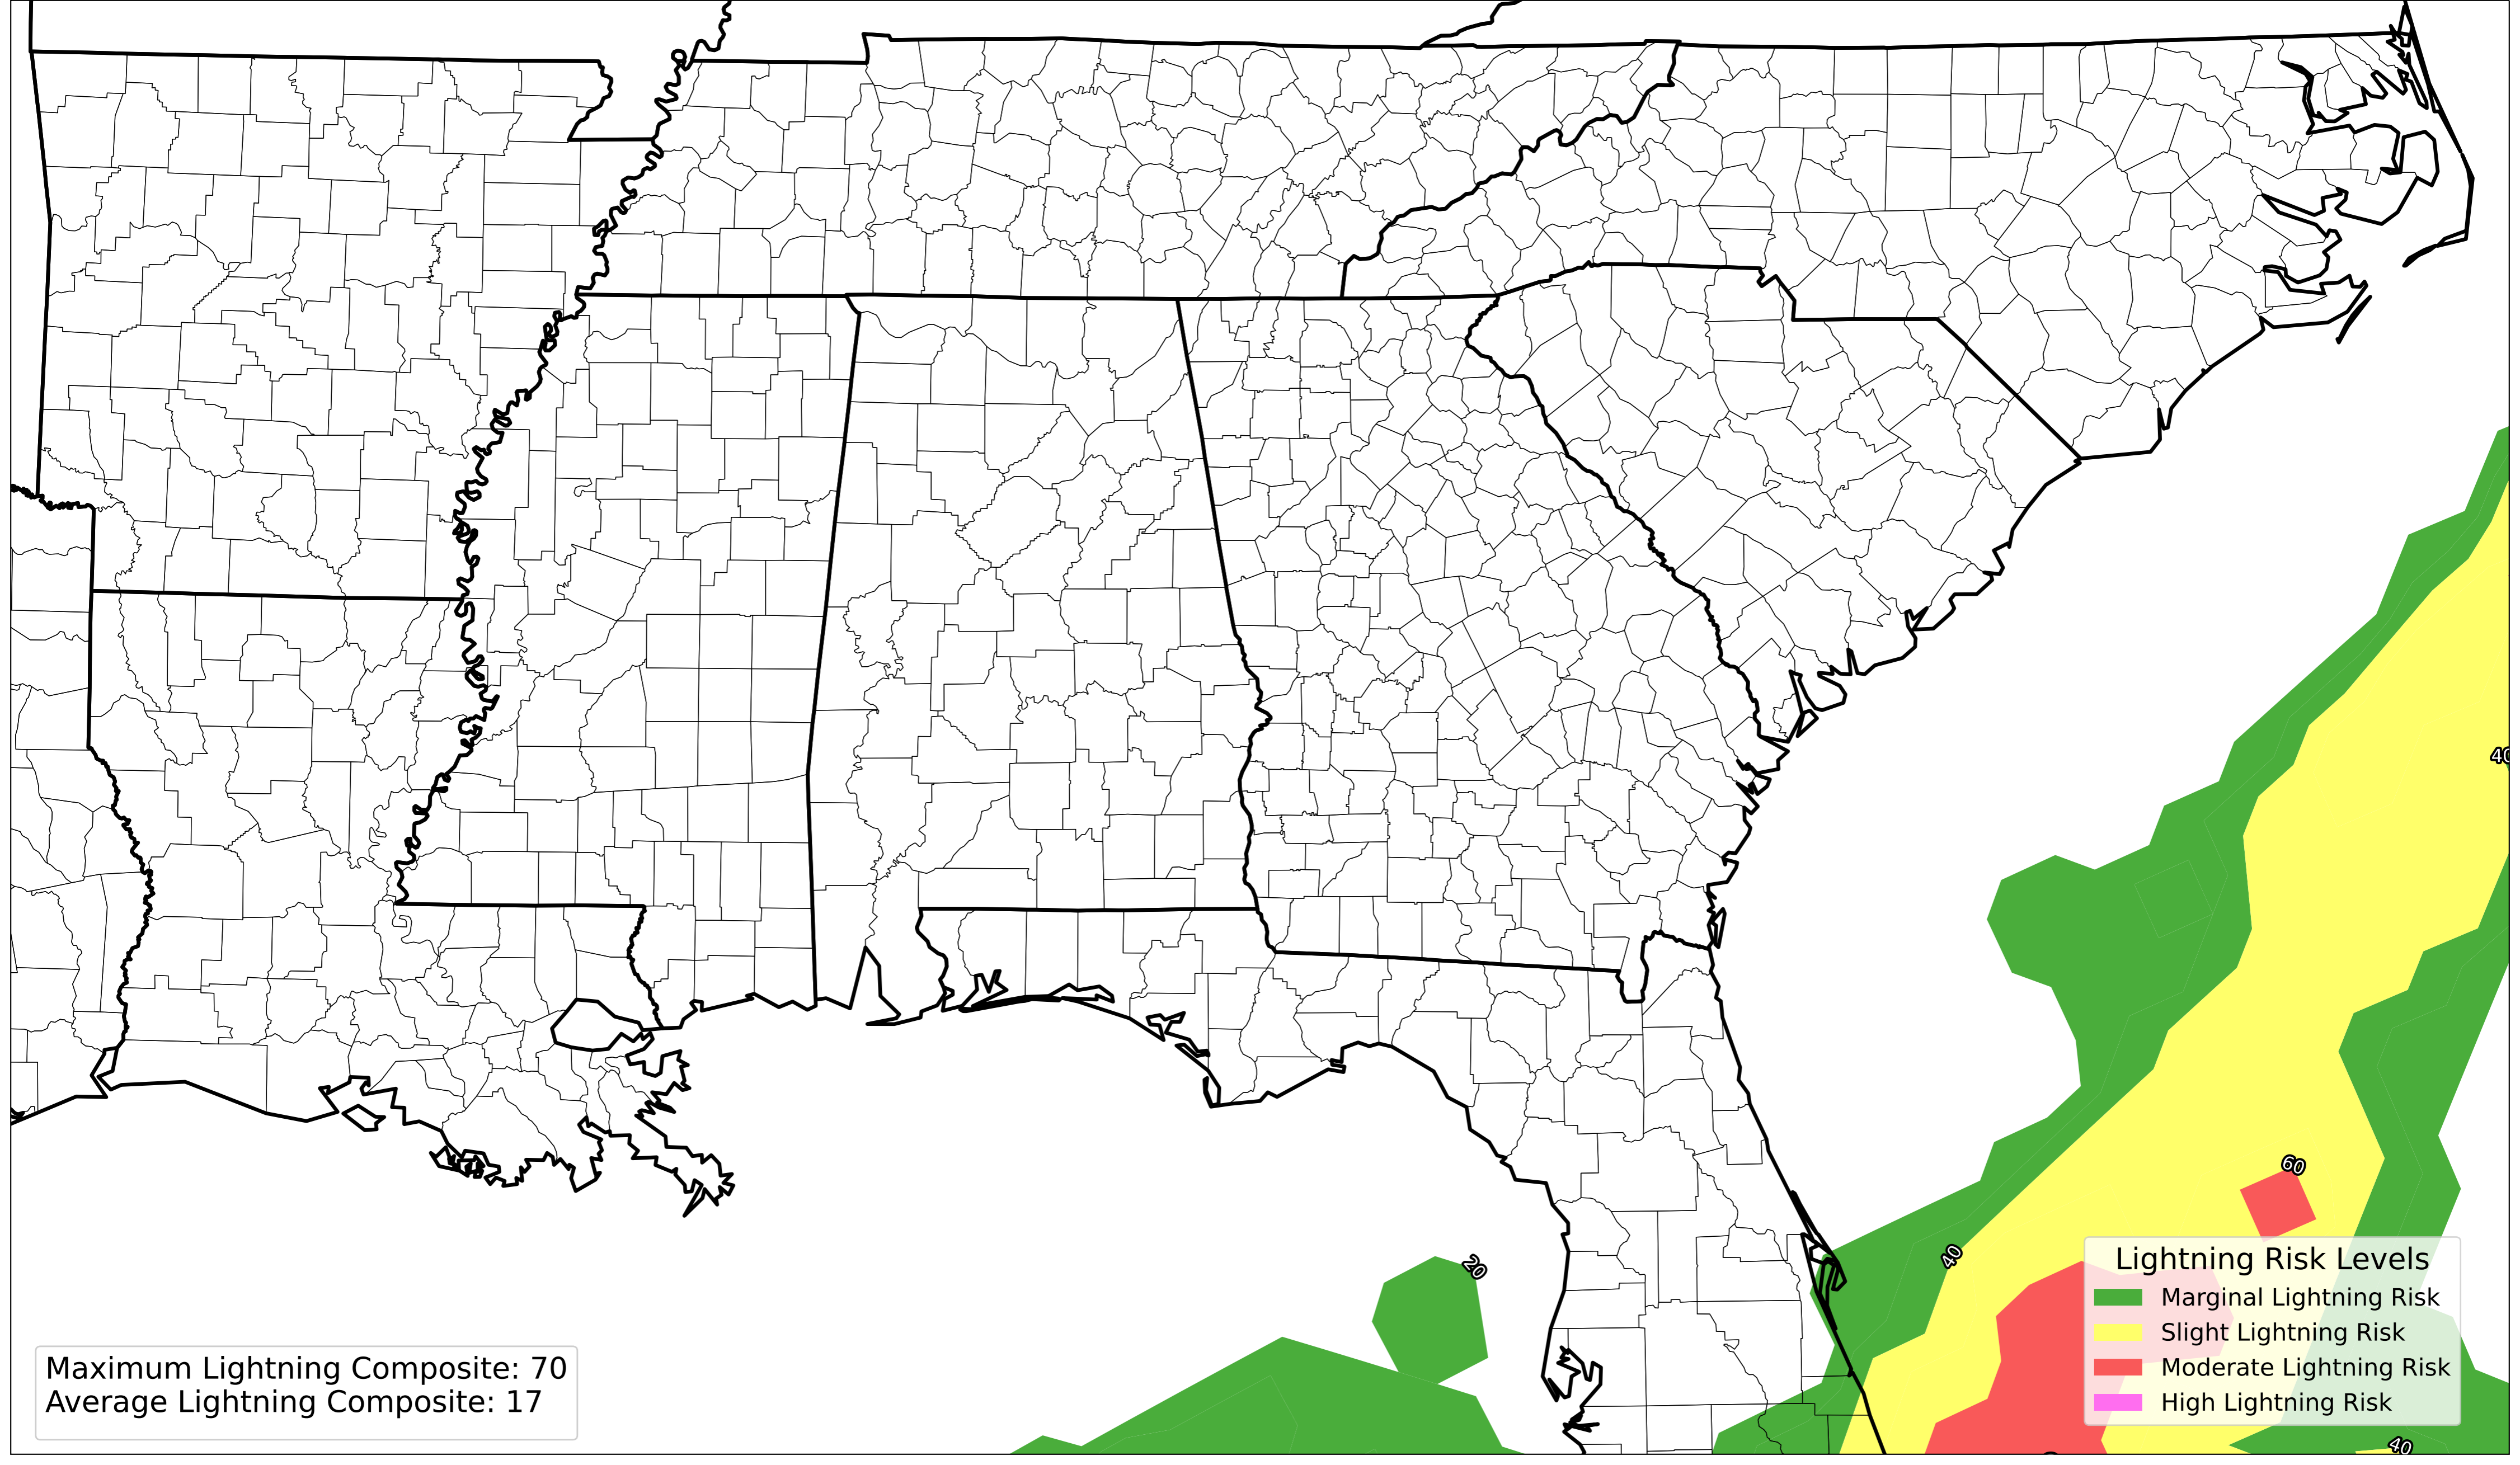 40
60
20
40
Lightning Risk Levels
Marginal Lightning Risk
Slight Lightning Risk
Moderate Lightning Risk
High Lightning Risk
Maximum Lightning Composite: 70
Average Lightning Composite: 17
40